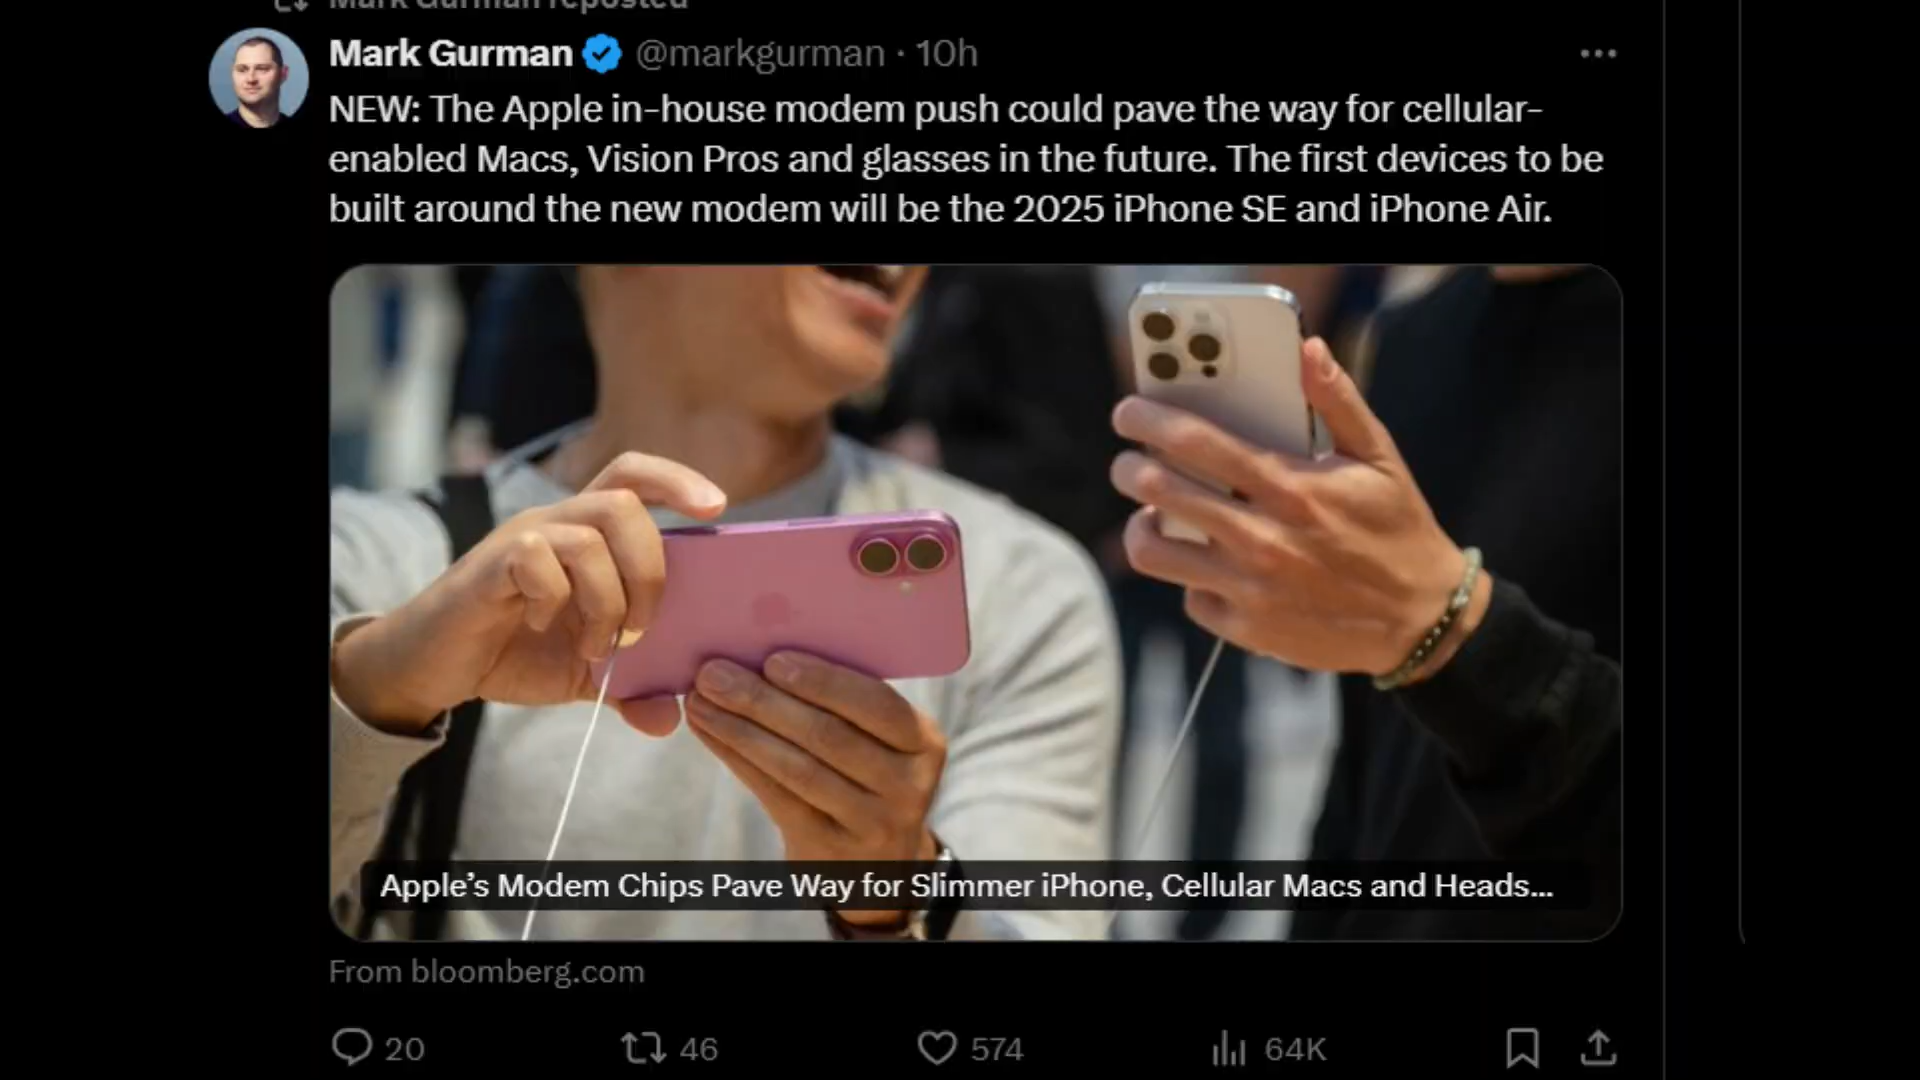 Mark Gurman reposted
Mark Gurman @markgurman · 10h
NEW: The Apple in-house modem push could pave the way for cellular-
enabled Macs, Vision Pros and glasses in the future. The first devices to be
built around the new modem will be the 2025 iPhone SE and iPhone Air.
Apple’s Modem Chips Pave Way for Slimmer iPhone, Cellular Macs and Heads...
From bloomberg.com
20 46 574 64K